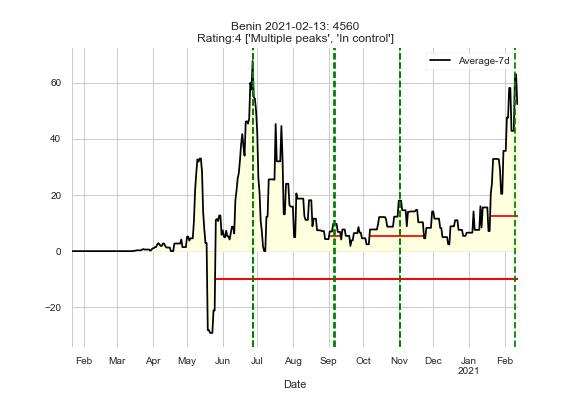 Benin 2021-02-13: 4560
Rating:4 ['Multiple peaks', 'In control']
Average-7d
60
40
20
0
−20
Feb Mar Apr May Jun Jul Aug Sep Oct Nov Dec Jan Feb
2021
Date